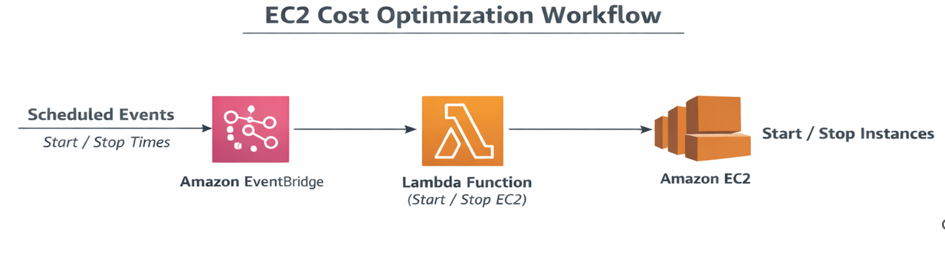 EC2 Cost Optimization Workflow
Scheduled Events
Start / Stop Times
Amazon EventBridge
Lambda Function
(Start / Stop EC2)
Amazon EC2
Start / Stop Instances